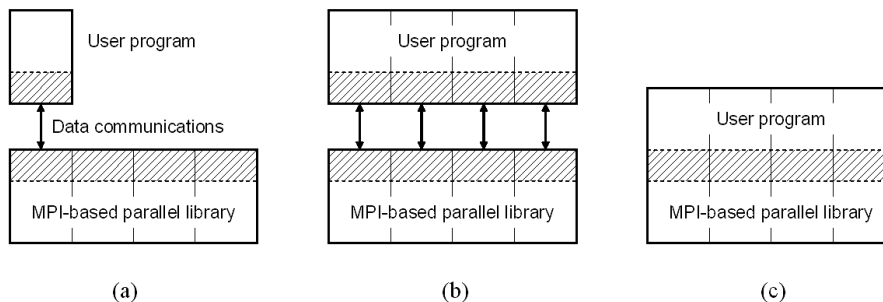 User program
Data communications
MPI-based parallel library
(a)
User program
MPI-based parallel library
(b)
User program
MPI-based parallel library
(c)